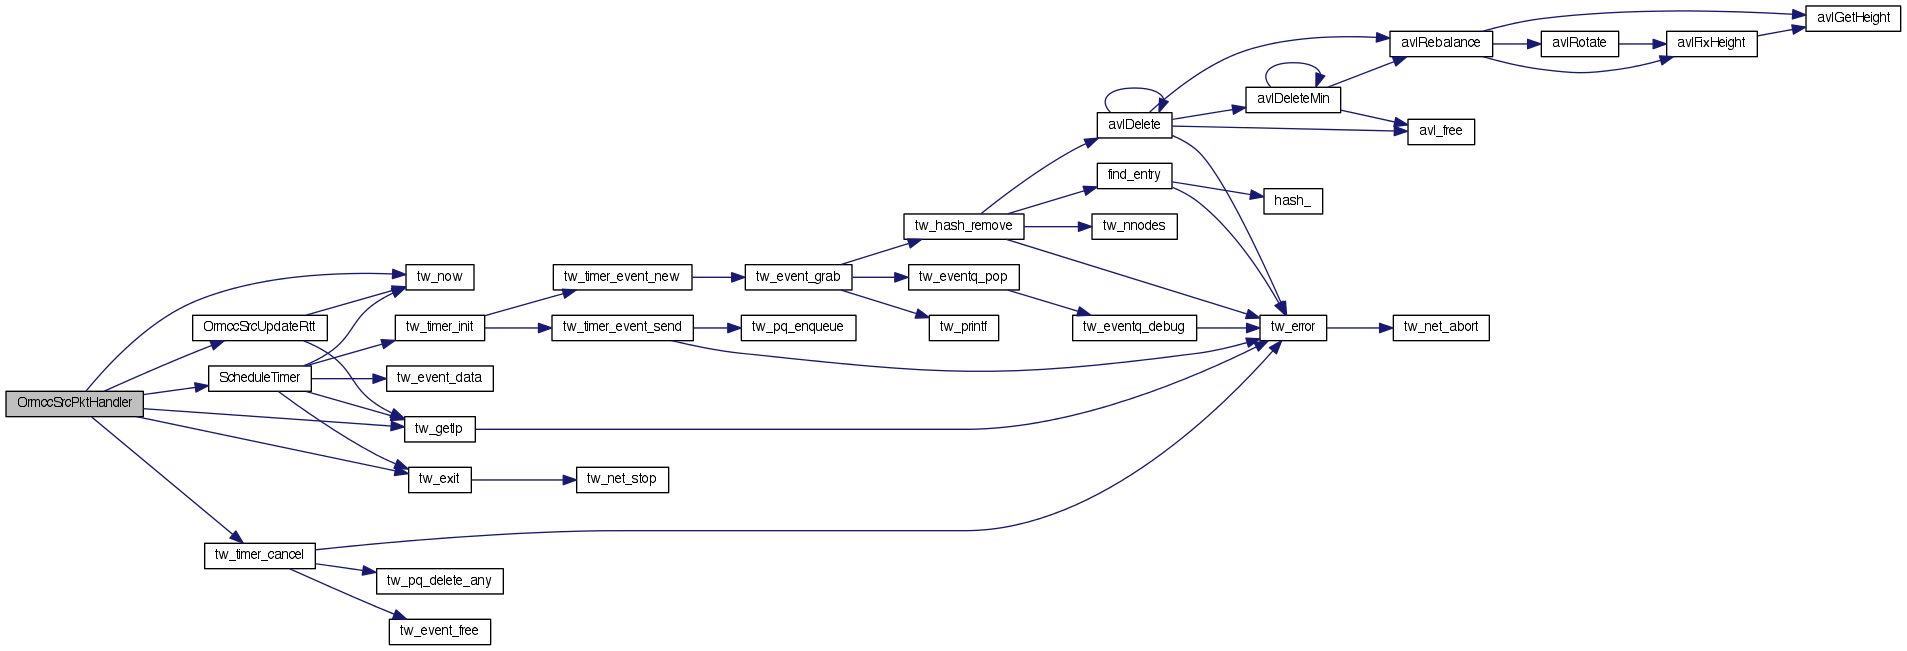 OrmccSrcPktHandler
tw_now
OrmccSrcUpdateRtt
ScheduleTimer
tw_timer_init
tw_event_data
tw_getlp
tw_exit
tw_net_stop
tw_timer_cancel
tw_pq_delete_any
tw_event_free
tw_timer_event_new
tw_timer_event_send
tw_event_grab
tw_pq_enqueue
tw_hash_remove
tw_eventq_pop
tw_printf
avlDelete
find_entry
tw_nnodes
tw_eventq_debug
tw_error
tw_net_abort
hash_
avlDeleteMin
avl_free
avlRebalance
avlRotate
avlFixHeight
avlGetHeight